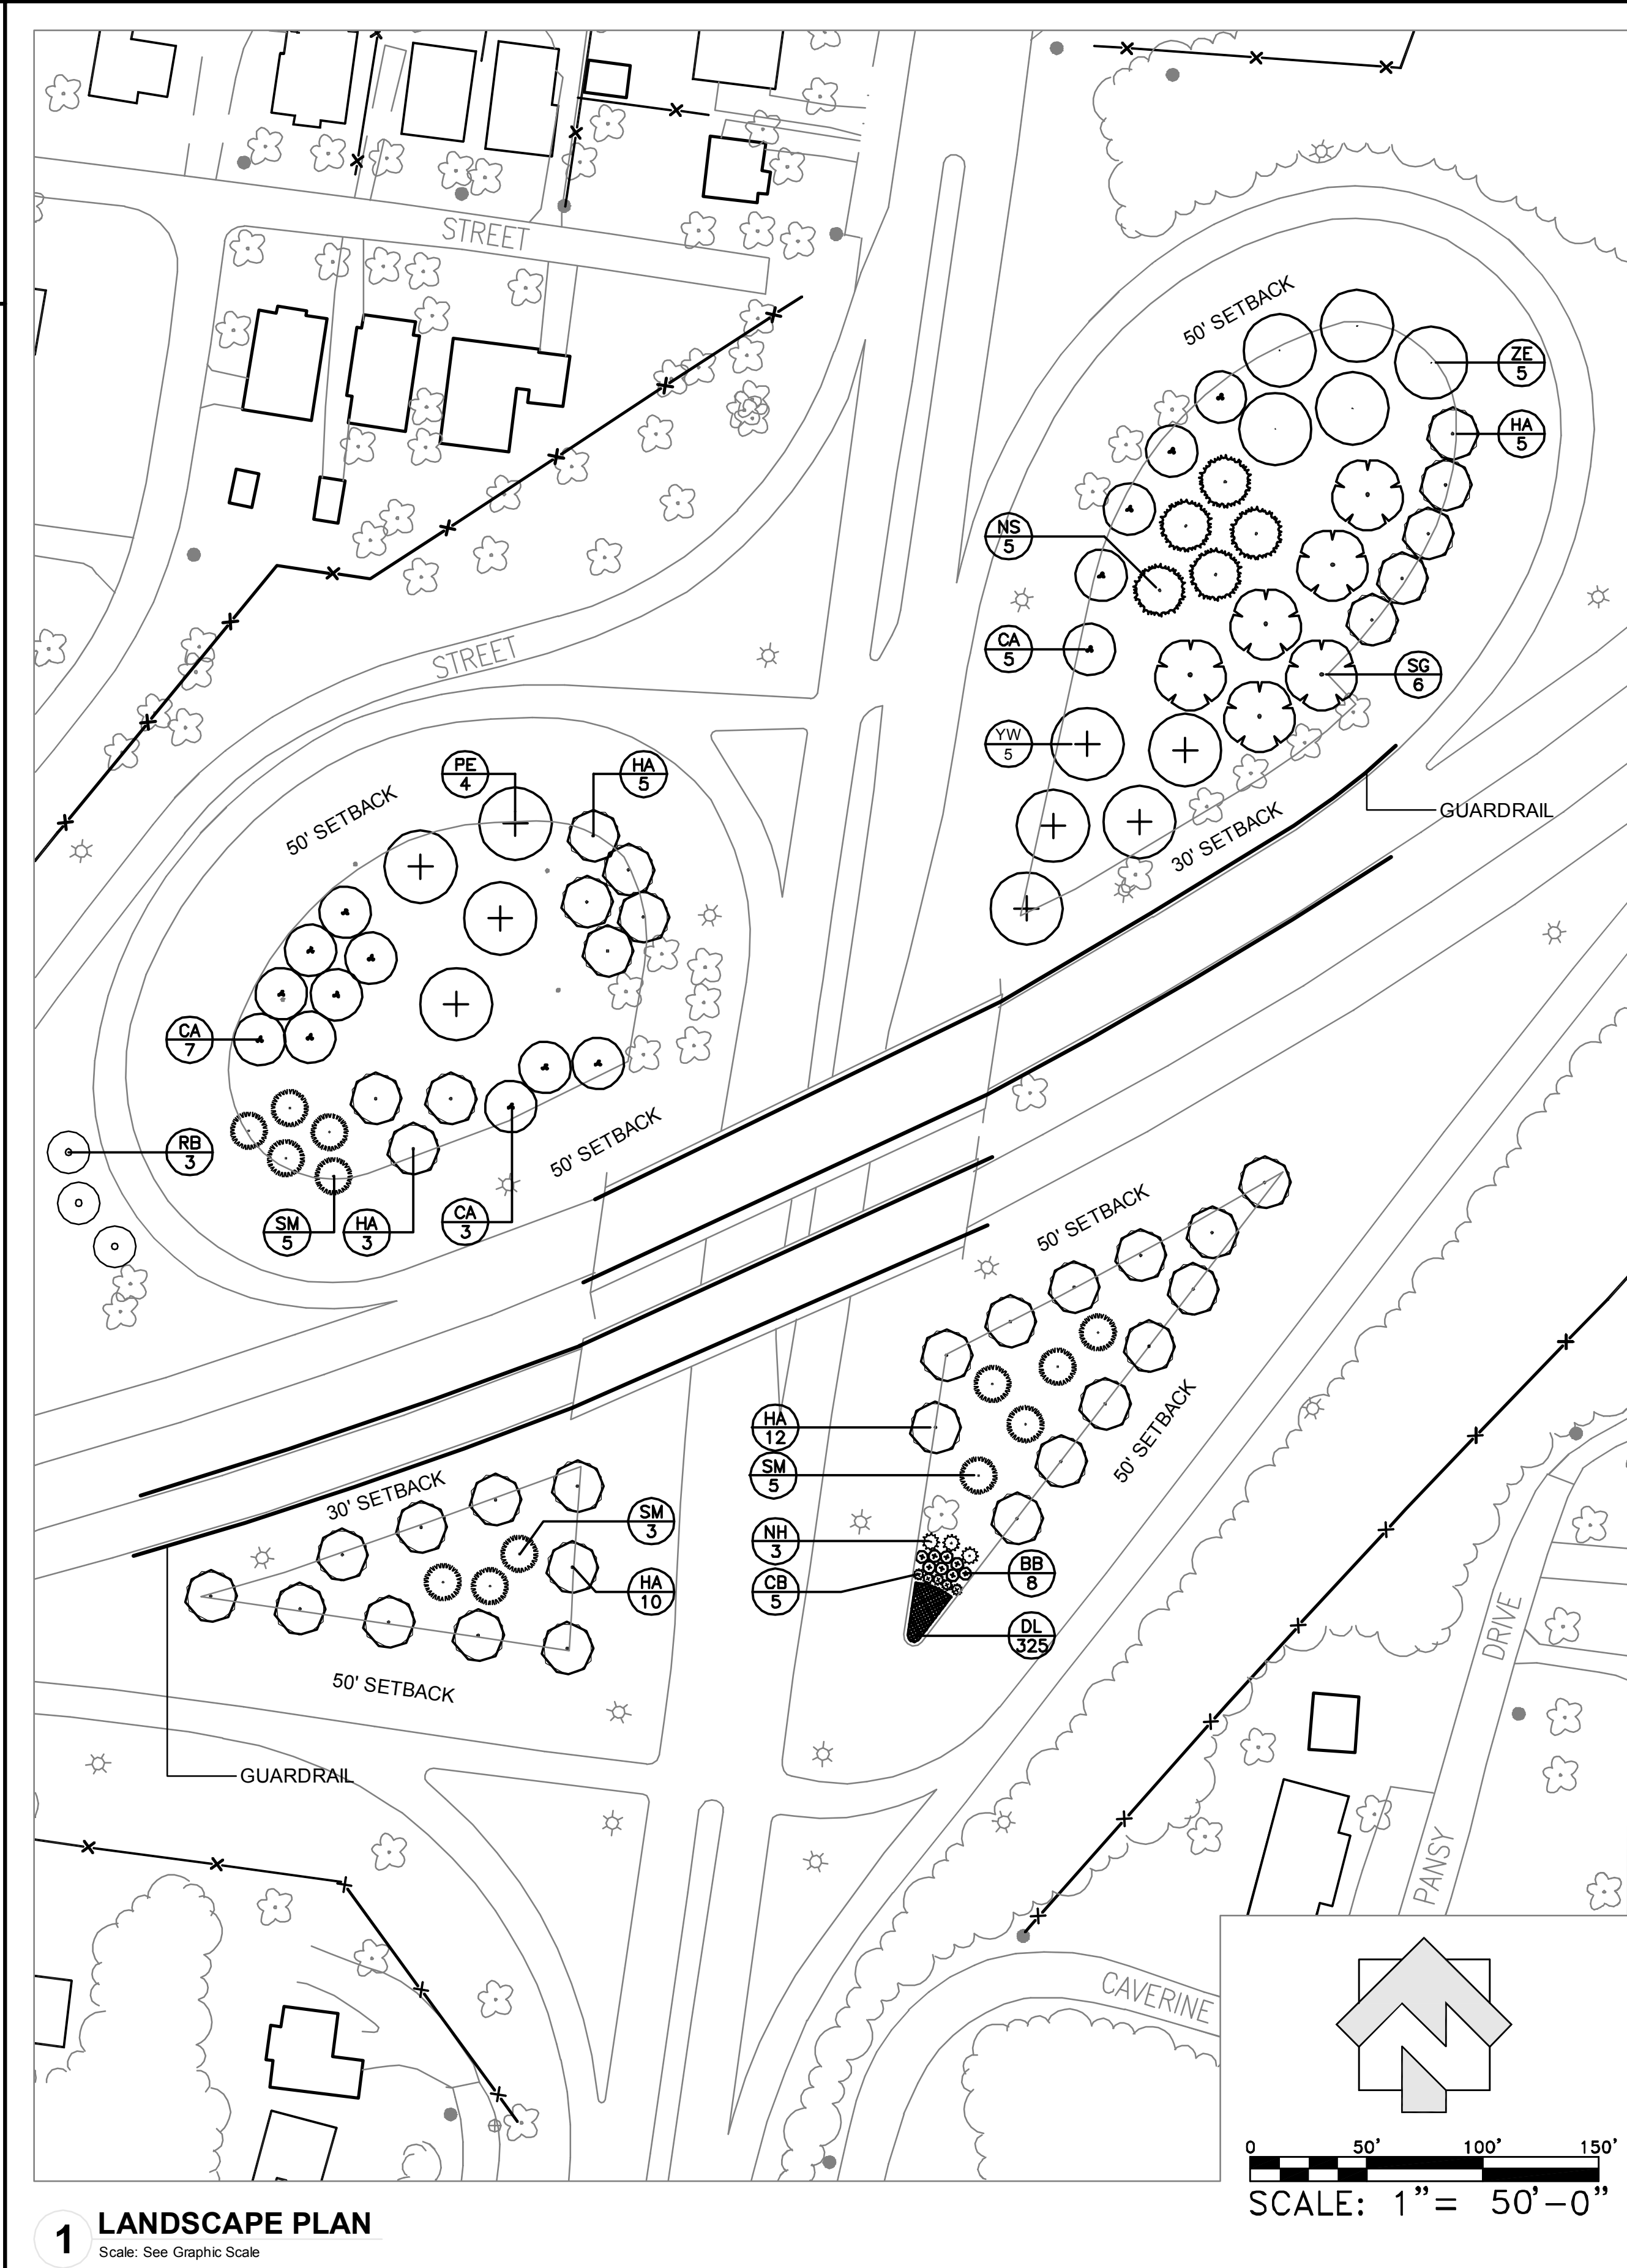 STREET
50' SETBACK
ZE
5
HA
5
NS
5
STREET
CA
5
SG
6
YW
5
PE
4
HA
5
50' SETBACK
30' SETBACK
GUARDRAIL
CA
7
50' SETBACK
RB
3
SM
5
HA
3
CA
3
50' SETBACK
HA
12
SM
5
50' SETBACK
30' SETBACK
SM
3
NH
3
BB
8
CB
5
HA
10
DL
325
DRIVE
50' SETBACK
GUARDRAIL
PANSY
CAVERINE
0 50' 100' 150'
SCALE: 1"= 50'-0"
1 LANDSCAPE PLAN
Scale: See Graphic Scale